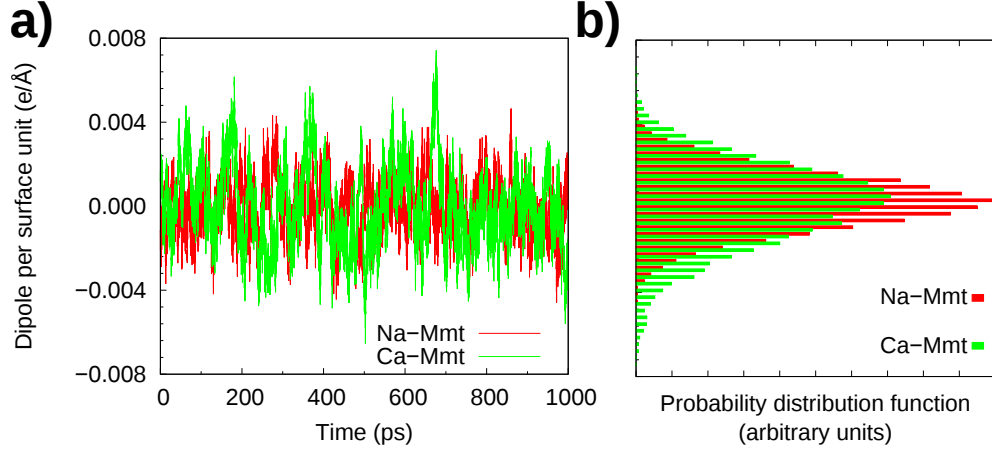 a)
b)
Dipole per surface unit (e/Å)
0.008
0.004
0.000
−0.004
−0.008
Na−Mmt
Ca−Mmt
0
200
400
600
800
1000
Time (ps)
Na−Mmt
Ca−Mmt
Probability distribution function
(arbitrary units)